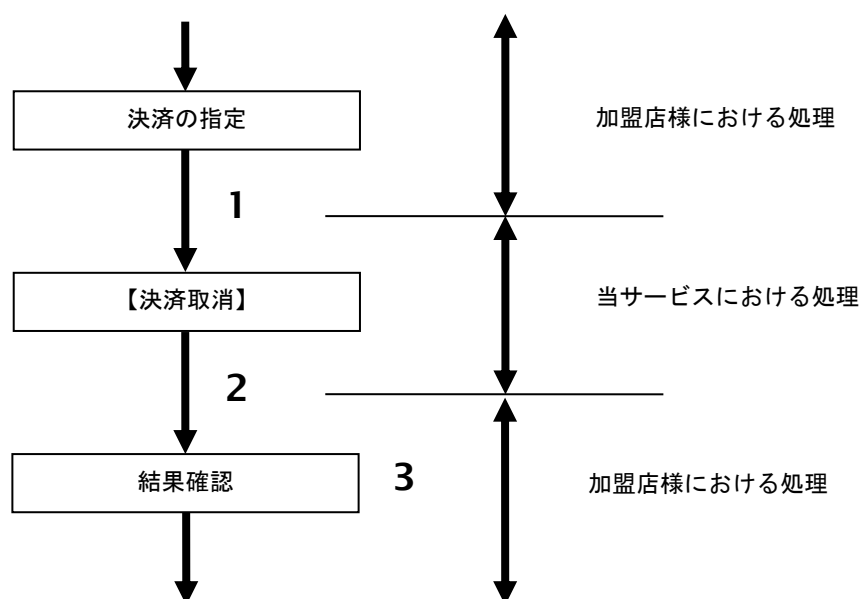 決済の指定
加盟店様における処理
1
【決済取消】
当サービスにおける処理
2
結果確認
3
加盟店様における処理